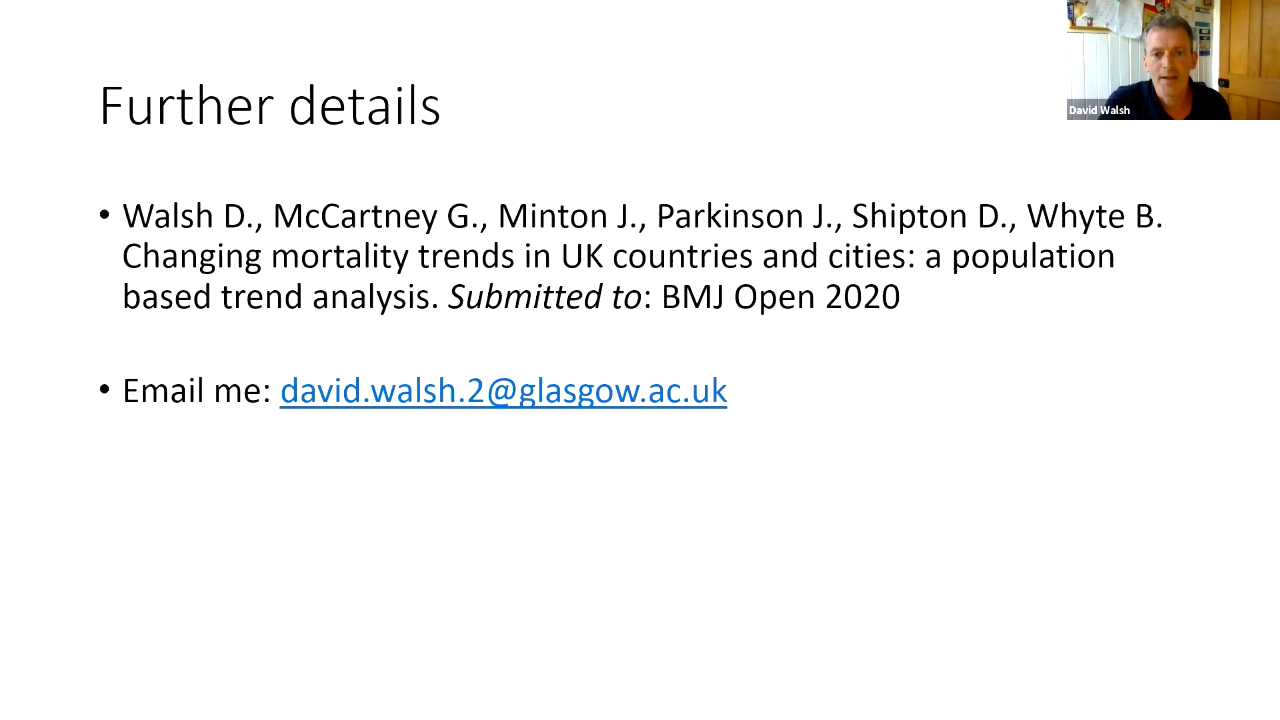 Further details
David Walsh
• Walsh D., McCartney G., Minton J., Parkinson J., Shipton D., Whyte B.
Changing mortality trends in UK countries and cities: a population
based trend analysis. Submitted to: BMJ Open 2020
• Email me: david.walsh.2@glasgow.ac.uk